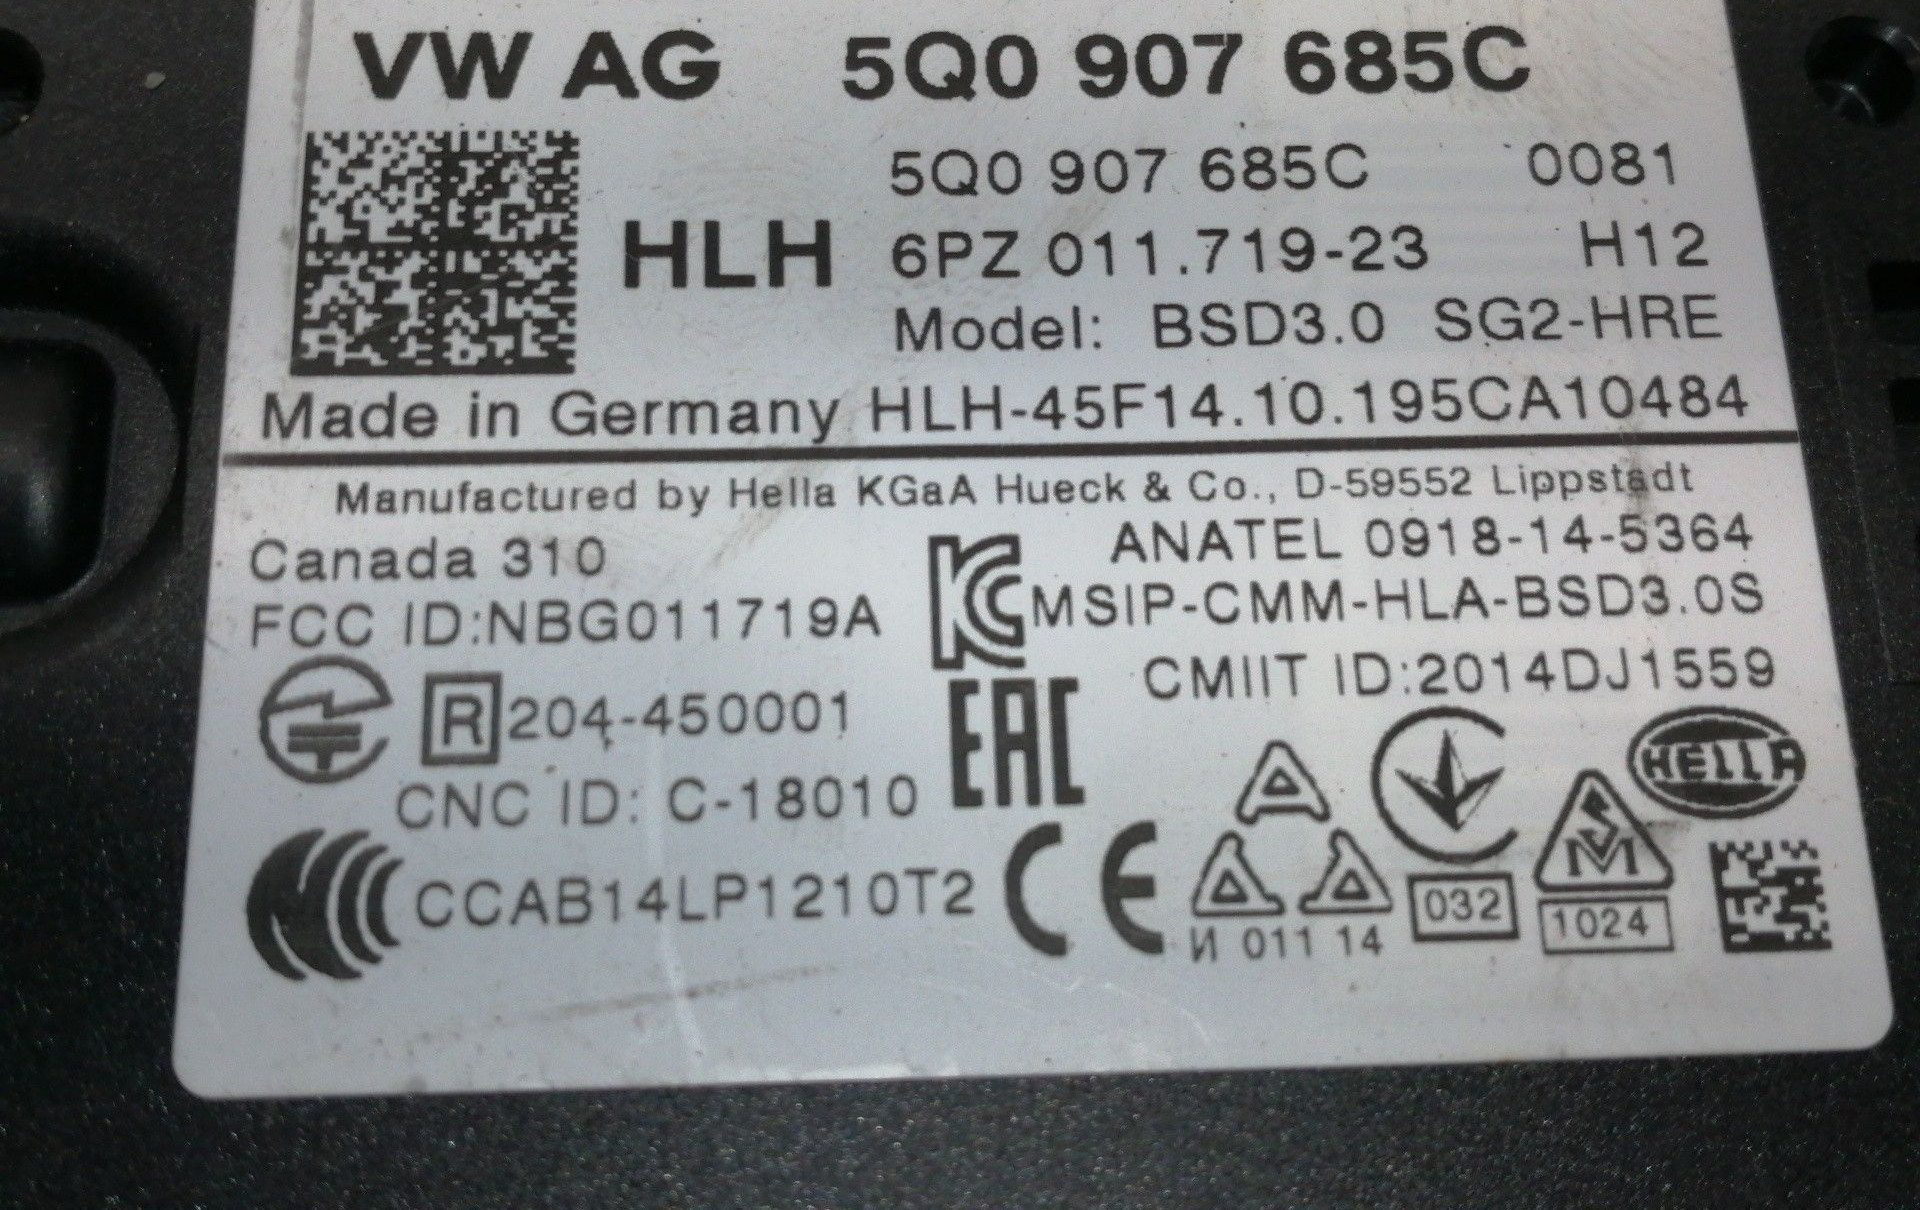 VW AG 5Q0 907 685C
5Q0 907 685C 0081
HLH 6PZ 011.719-23 H12
Model: BSD3.0 SG2-HRE
Made in Germany HLH-45F14.10.195CA10484
Manufactured by Hella KGaA Hueck & Co., D-59552 Lippstadt
Canada 310 ANATEL 0918-14-5364
FCC ID:NBG011719A KC MSIP-CMM-HLA-BSD3.0S
CMIIT ID:2014DJ1559
R 204-450001 EAC
HELLA
CNC ID: C-18010
CCAB14LP1210T2 CE
SM
032 1024
И 011 14